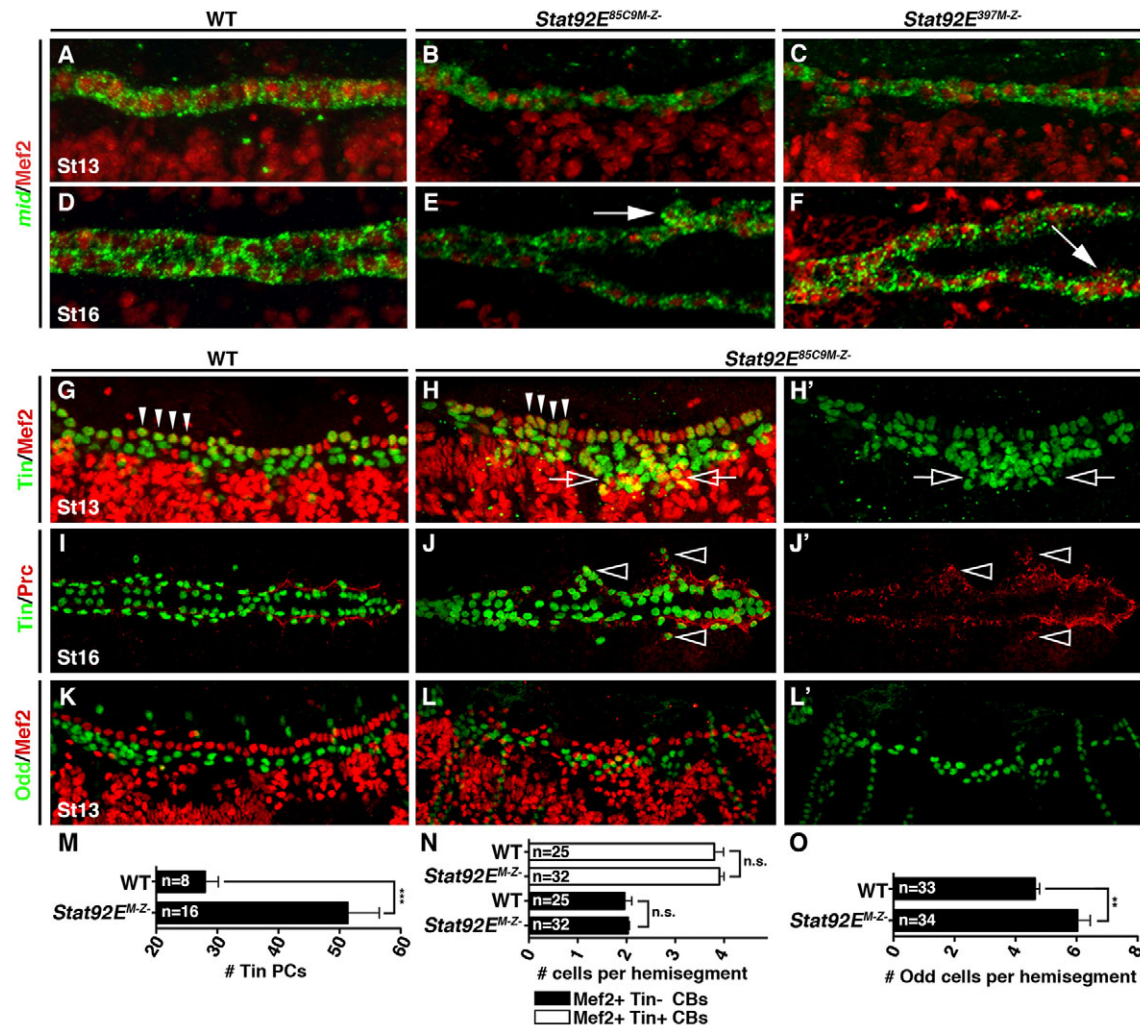 WT
Stat92E85C9M-Z-
Stat92E397M-Z-
mid/Mef2
A
St13
B
C
D
St16
E
F
WT
Stat92E85C9M-Z-
Tin/Mef2
G
St13
H
H'
Tin/Prc
I
St16
J
J'
Odd/Mef2
K
St13
L
L'
M
WT
n=8
Stat92EM-Z-
n=16
***
20 30 40 50 60
# Tin PCs
N
WT
n=25
Stat92EM-Z-
n=32
n.s.
WT
n=25
Stat92EM-Z-
n=32
n.s.
0 1 2 3 4
# cells per hemisegment
Mef2+ Tin- CBs
Mef2+ Tin+ CBs
O
WT
n=33
Stat92EM-Z-
n=34
**
0 2 4 6 8
# Odd cells per hemisegment